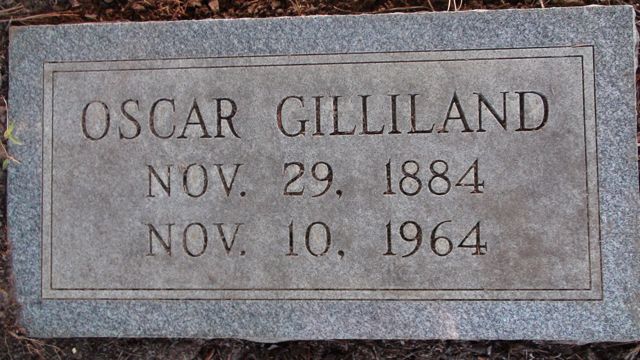 OSCAR GILLILAND
NOV. 29, 1884
NOV. 10, 1964